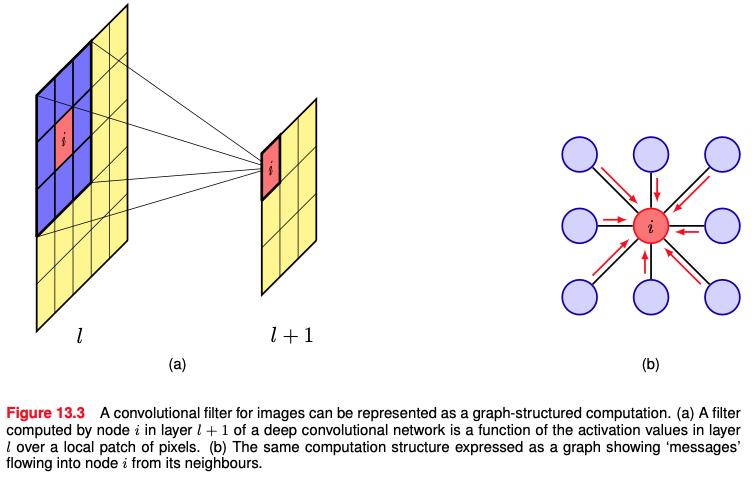 i
i
i
l
l + 1
(a)
(b)
Figure 13.3 A convolutional filter for images can be represented as a graph-structured computation. (a) A filter
computed by node i in layer l + 1 of a deep convolutional network is a function of the activation values in layer
l over a local patch of pixels. (b) The same computation structure expressed as a graph showing ‘messages’
flowing into node i from its neighbours.